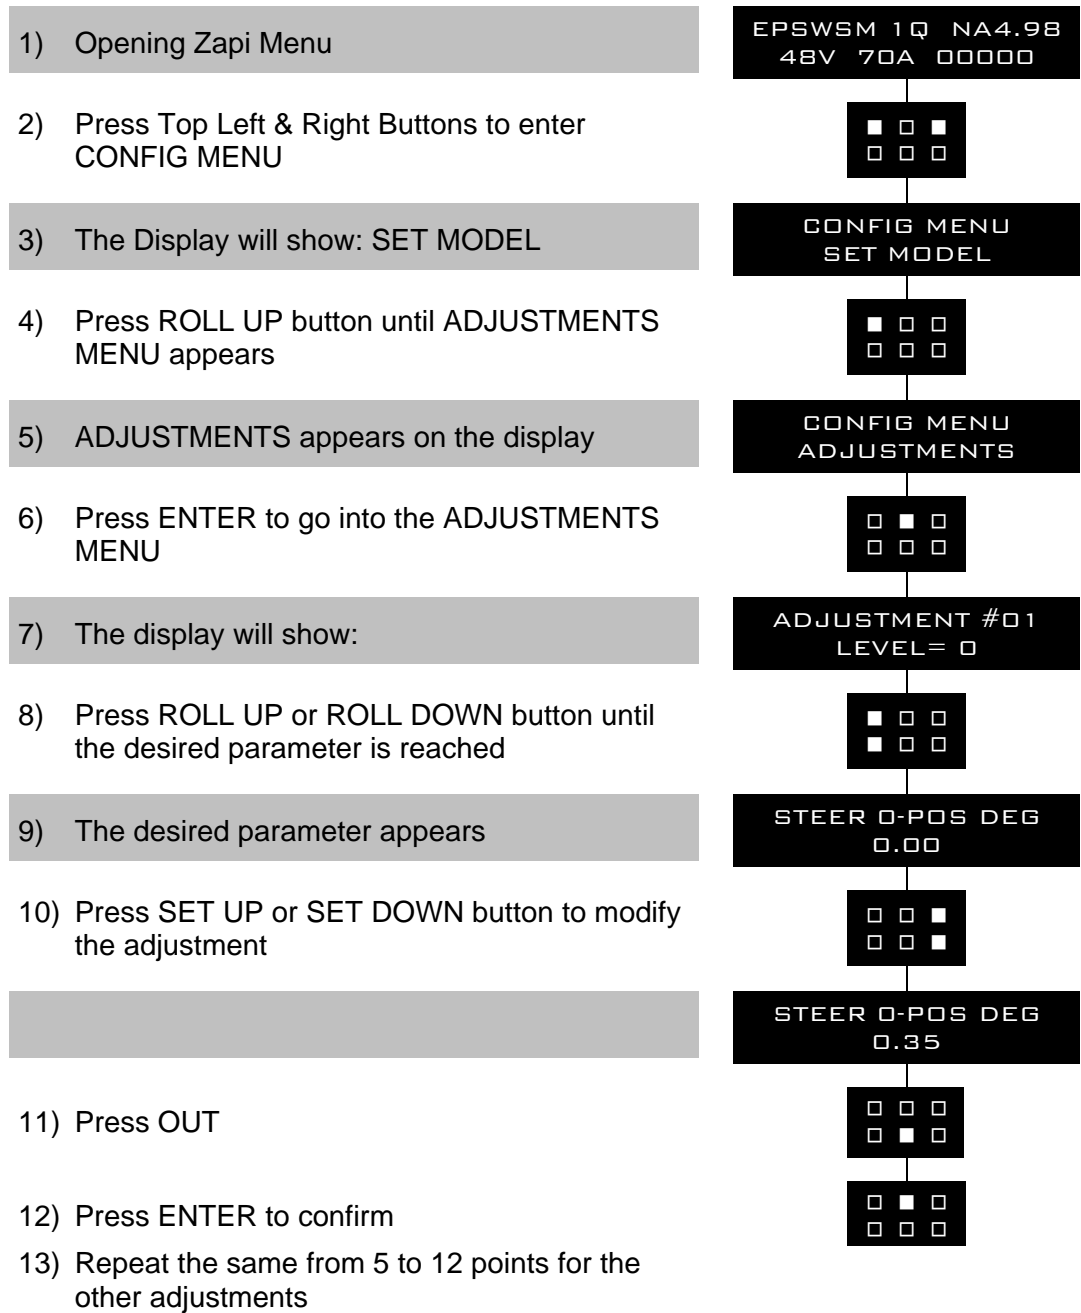 1) Opening Zapi Menu
EPSWSM 1Q NA4.98
48V 70A 00000
2) Press Top Left & Right Buttons to enter
CONFIG MENU
3) The Display will show: SET MODEL
CONFIG MENU
SET MODEL
4) Press ROLL UP button until ADJUSTMENTS
MENU appears
5) ADJUSTMENTS appears on the display
CONFIG MENU
ADJUSTMENTS
6) Press ENTER to go into the ADJUSTMENTS
MENU
7) The display will show:
ADJUSTMENT #01
LEVEL= 0
8) Press ROLL UP or ROLL DOWN button until
the desired parameter is reached
9) The desired parameter appears
STEER 0-POS DEG
0.00
10) Press SET UP or SET DOWN button to modify
the adjustment
STEER 0-POS DEG
0.35
11) Press OUT
12) Press ENTER to confirm
13) Repeat the same from 5 to 12 points for the
other adjustments